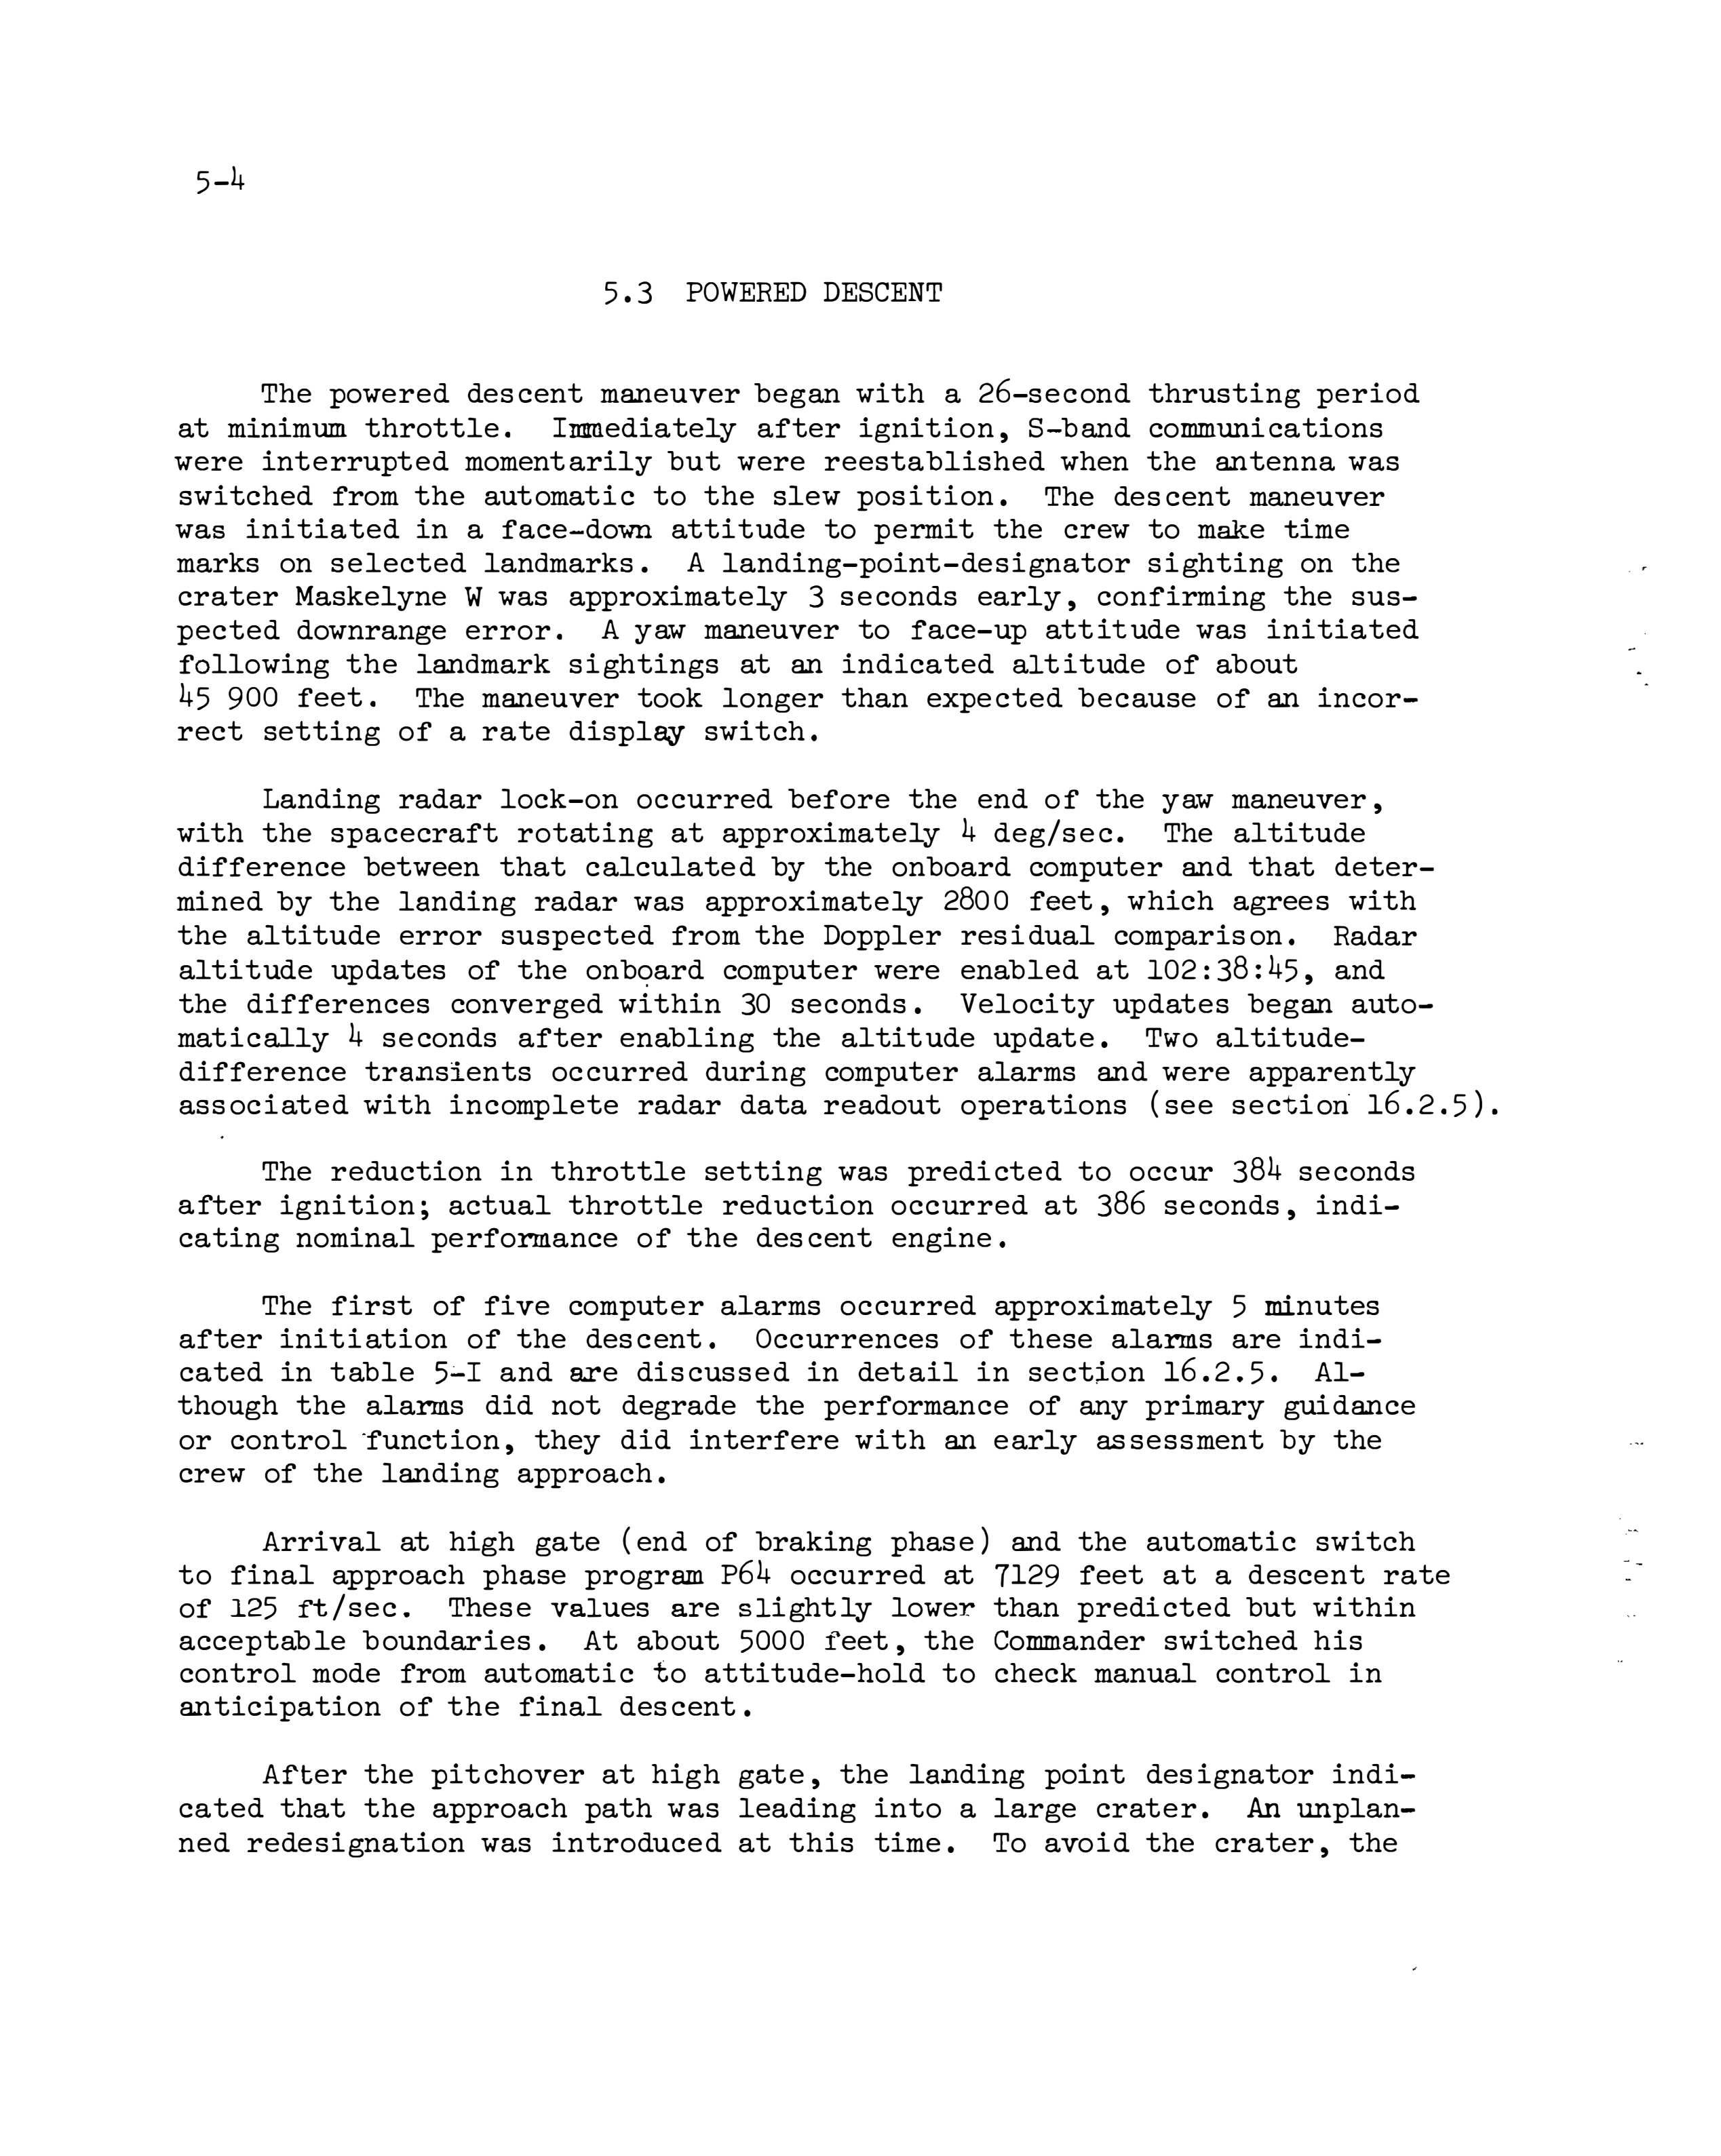 5-4
5.3 POWERED DESCENT
The powered descent maneuver began with a 26-second thrusting period
at minimum throttle. Immediately after ignition, S-band communications
were interrupted momentarily but were reestablished when the antenna was
switched from the automatic to the slew position. The descent maneuver
was initiated in a face-down attitude to permit the crew to make time
marks on selected landmarks. A landing-point-designator sighting on the
crater Maskelyne W was approximately 3 seconds early, confirming the sus-
pected downrange error. A yaw maneuver to face-up attitude was initiated
following the landmark sightings at an indicated altitude of about
45 900 feet. The maneuver took longer than expected because of an incor-
rect setting of a rate display switch.
Landing radar lock-on occurred before the end of the yaw maneuver,
with the spacecraft rotating at approximately 4 deg/sec. The altitude
difference between that calculated by the onboard computer and that deter-
mined by the landing radar was approximately 2800 feet, which agrees with
the altitude error suspected from the Doppler residual comparison. Radar
altitude updates of the onboard computer were enabled at 102:38:45, and
the differences converged within 30 seconds. Velocity updates began auto-
matically 4 seconds after enabling the altitude update. Two altitude-
difference transients occurred during computer alarms and were apparently
associated with incomplete radar data readout operations (see section 16.2.5).
The reduction in throttle setting was predicted to occur 384 seconds
after ignition; actual throttle reduction occurred at 386 seconds, indi-
cating nominal performance of the descent engine.
The first of five computer alarms occurred approximately 5 minutes
after initiation of the descent. Occurrences of these alarms are indi-
cated in table 5-I and are discussed in detail in section 16.2.5. Al-
though the alarms did not degrade the performance of any primary guidance
or control function, they did interfere with an early assessment by the
crew of the landing approach.
Arrival at high gate (end of braking phase) and the automatic switch
to final approach phase program P64 occurred at 7129 feet at a descent rate
of 125 ft/sec. These values are slightly lower than predicted but within
acceptable boundaries. At about 5000 feet, the Commander switched his
control mode from automatic to attitude-hold to check manual control in
anticipation of the final descent.
After the pitchover at high gate, the landing point designator indi-
cated that the approach path was leading into a large crater. An unplan-
ned redesignation was introduced at this time. To avoid the crater, the